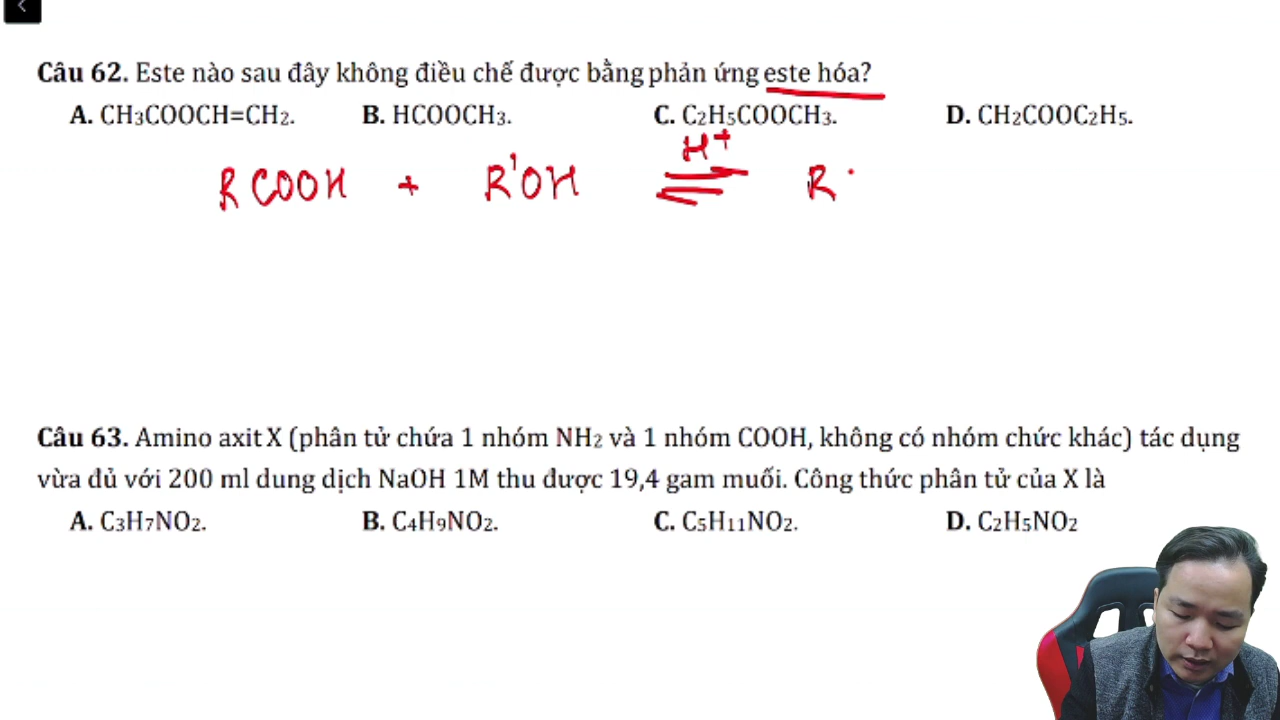 Câu 62. Este nào sau đây không điều chế được bằng phản ứng este hóa?
A. CH3COOCH=CH2. B. HCOOCH3. C. C2H5COOCH3. D. CH2COOC2H5.
H+
RCOOH + R'OH ⇌ R
Câu 63. Amino axit X (phân tử chứa 1 nhóm NH2 và 1 nhóm COOH, không có nhóm chức khác) tác dụng
vừa đủ với 200 ml dung dịch NaOH 1M thu được 19,4 gam muối. Công thức phân tử của X là
A. C3H7NO2. B. C4H9NO2. C. C5H11NO2. D. C2H5NO2